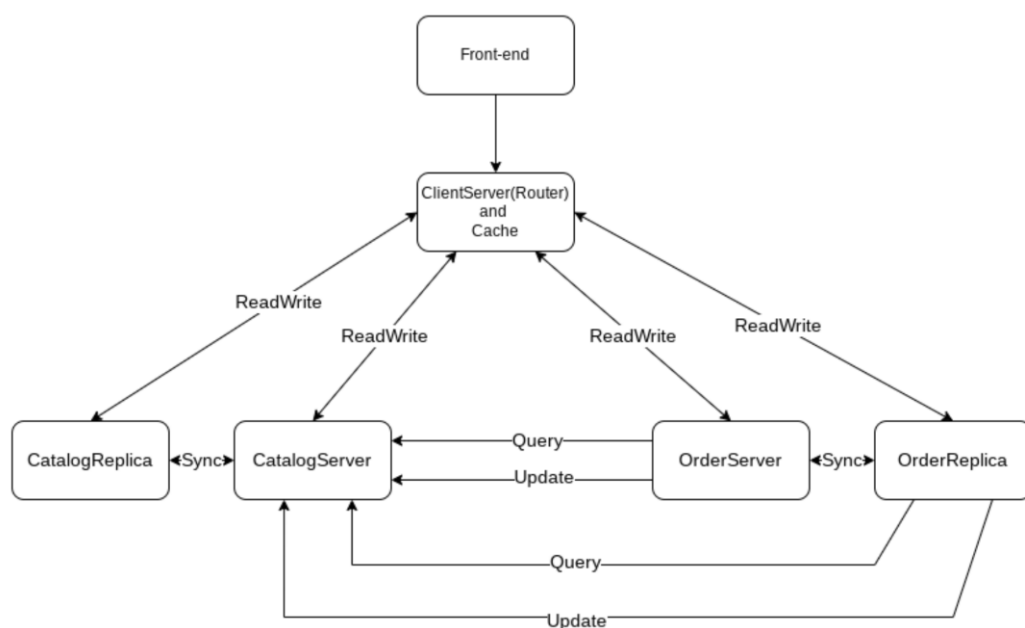 Front-end
ClientServer(Router)
and
Cache
ReadWrite
ReadWrite
ReadWrite
ReadWrite
CatalogReplica
Sync
CatalogServer
Query
Update
OrderServer
Sync
OrderReplica
Query
Update